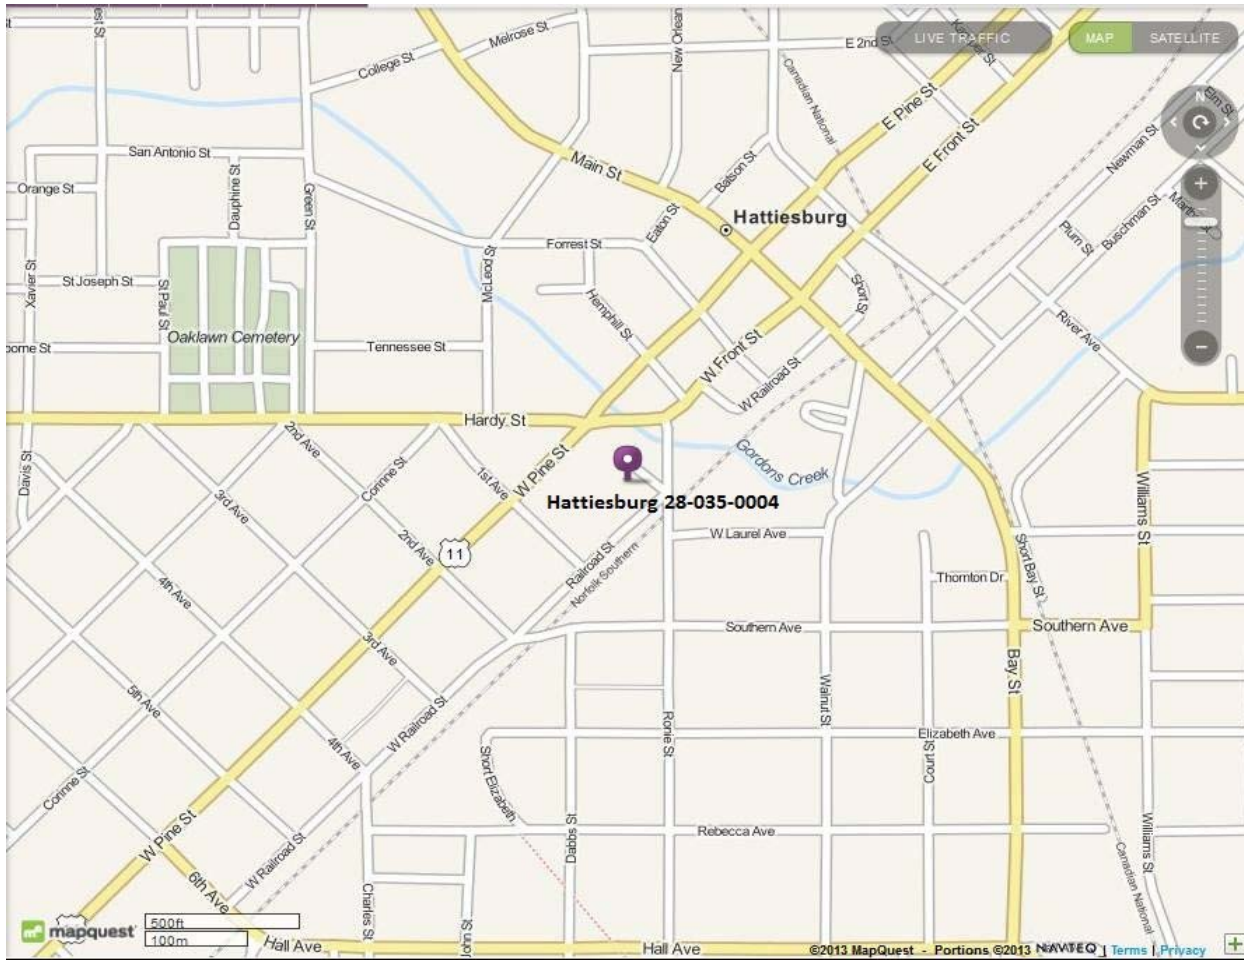 Melrose St
College St
New Orlean
E 2nd St
LIVE TRAFFIC
MAP
SATELLITE
Canadian National
N
Elm St
E Pine St
E Front St
Newman St
San Antonio St
Main St
Batson St
Orange St
Dauphine St
Green St
Eaton St
Hattiesburg
Buschman St
Plum St
Forrest St
McLeod St
Xavier St
St Joseph St
St Paul St
Hemphill St
Short St
River Ave
Oaklawn Cemetery
Tennessee St
W Front St
W Railroad St
Hardy St
2nd Ave
Gordons Creek
Davis St
3rd Ave
Corinne St
1st Ave
W Pine St
Hattiesburg 28-035-0004
Williams St
2nd Ave
11
Railroad St
Norfolk Southern
W Laurel Ave
Short Bay St
Thornton Dr
4th Ave
3rd Ave
Southern Ave
Southern Ave
5th Ave
W Railroad St
Ronie St
Walnut St
Bay St
4th Ave
Short Elizabeth
Elizabeth Ave
Court St
Corinne St
W Pine St
Dabbs St
Rebecca Ave
Williams St
W Railroad St
6th Ave
Charles St
John St
Canadian National
mapquest
500ft
100m
Hall Ave
Hall Ave
©2013 MapQuest - Portions ©2013 NAVTEQ | Terms | Privacy